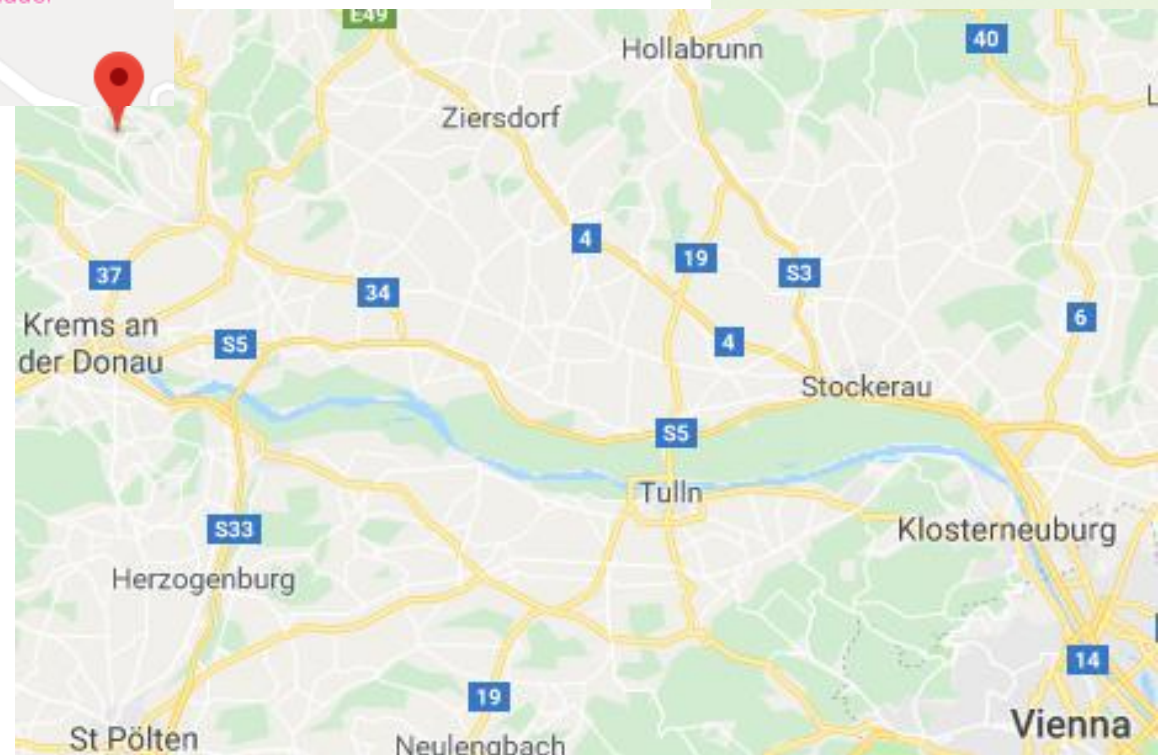 E49
40
Hollabrunn
Ziersdorf
4
19
S3
37
34
6
Krems an
der Donau
S5
4
Stockerau
S5
Tulln
S33
Klosterneuburg
Herzogenburg
14
19
Vienna
St Pölten
Neulengbach